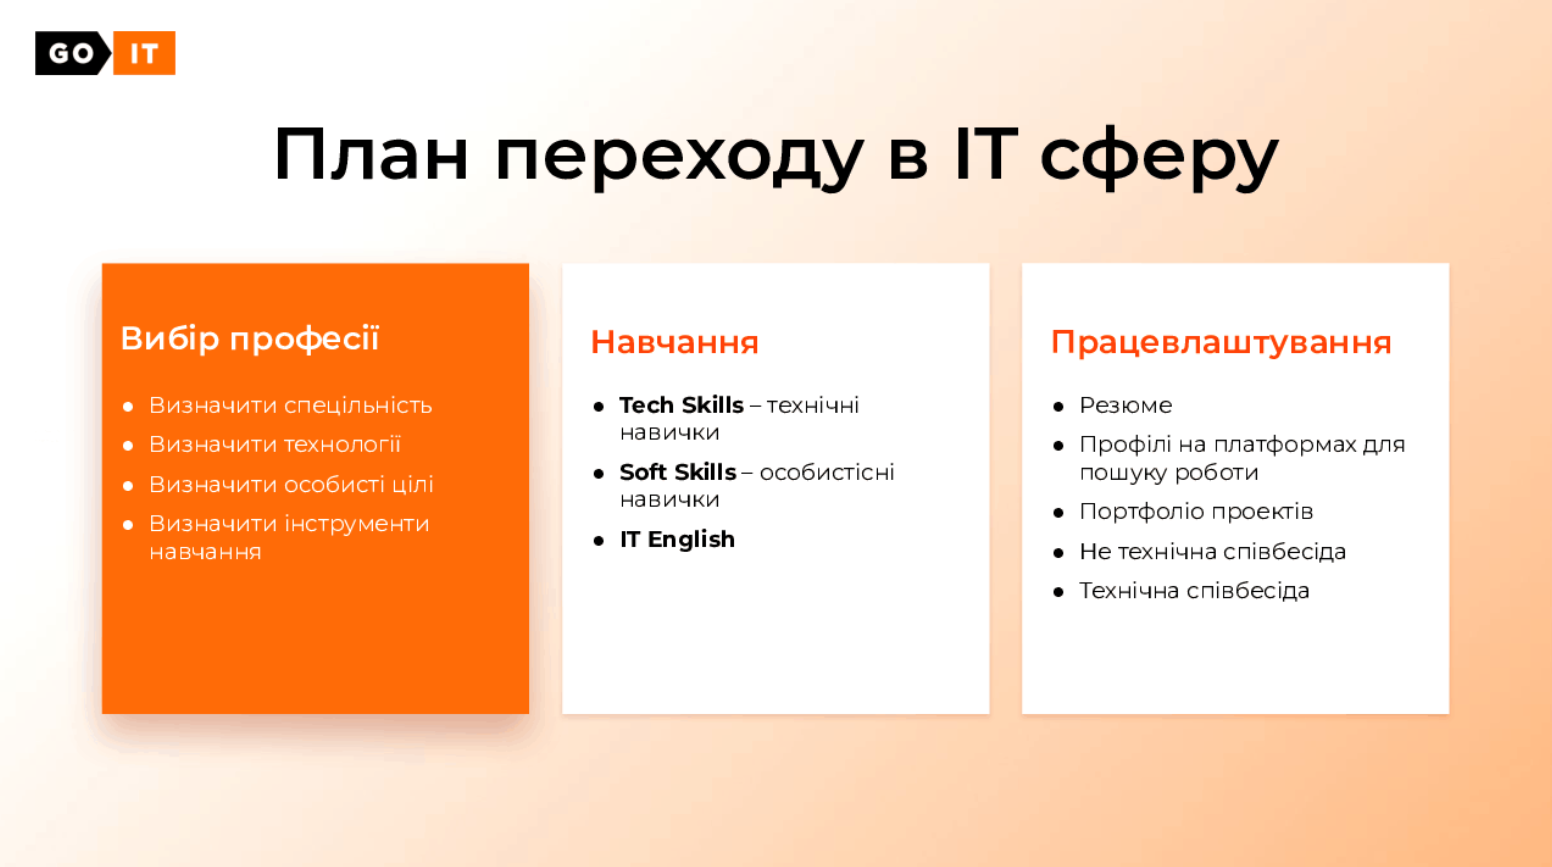 GO IT
План переходу в ІТ сферу
Вибір професії
● Визначити спецільність
● Визначити технології
● Визначити особисті цілі
● Визначити інструменти
навчання
Навчання
● Tech Skills – технічні
навички
● Soft Skills – особистісні
навички
● IT English
Працевлаштування
● Резюме
● Профілі на платформах для
пошуку роботи
● Портфоліо проектів
● Не технічна співбесіда
● Технічна співбесіда